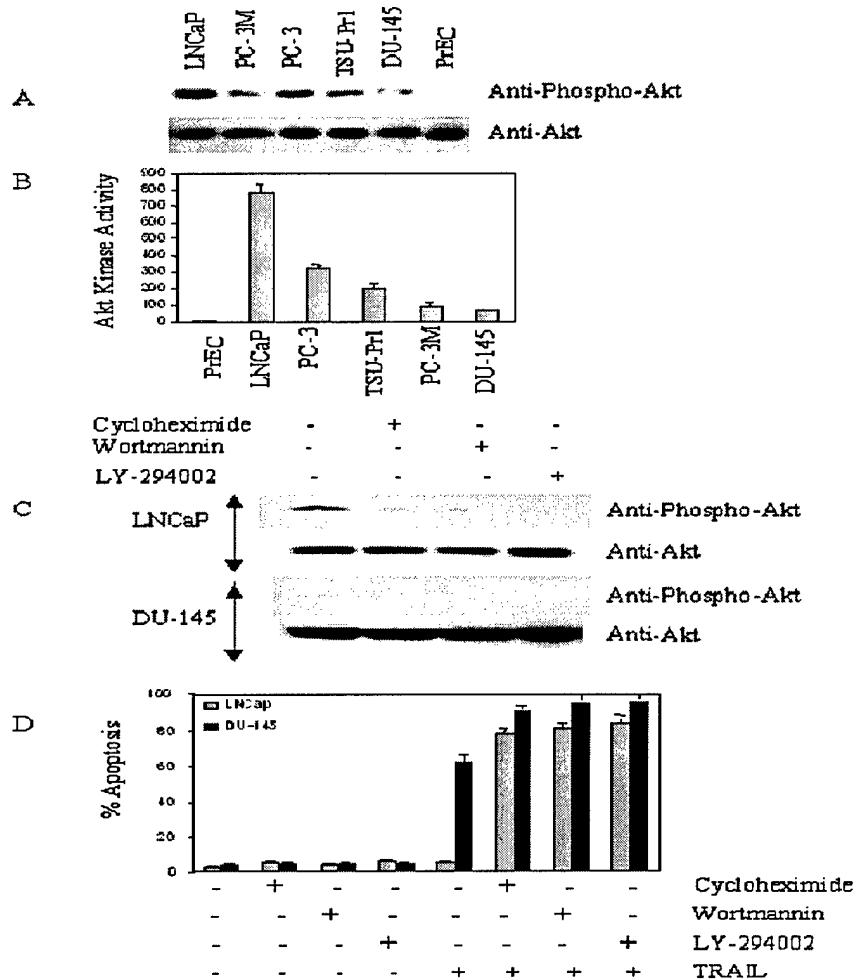 LNCaP PC-3M PC-3 TSU-Pr1 DU-145 PrEC
A
Anti-Phospho-Akt
Anti-Akt
B
Akt Kinase Activity
900
800
700
600
500
400
300
200
100
0
PrEC LNCaP PC-3 TSU-Pr1 PC-3M DU-145
Cycloheximide - + - -
Wortmannin - - + -
LY-294002 - - - +
C
LNCaP
Anti-Phospho-Akt
Anti-Akt
DU-145
Anti-Phospho-Akt
Anti-Akt
D
% Apoptosis
100
80
60
40
20
0
LNCap
DU-145
- + - - - + - - Cycloheximide
- - + - - - + - Wortmannin
- - - + - - - + LY-294002
- - - - + + + + TRAIL